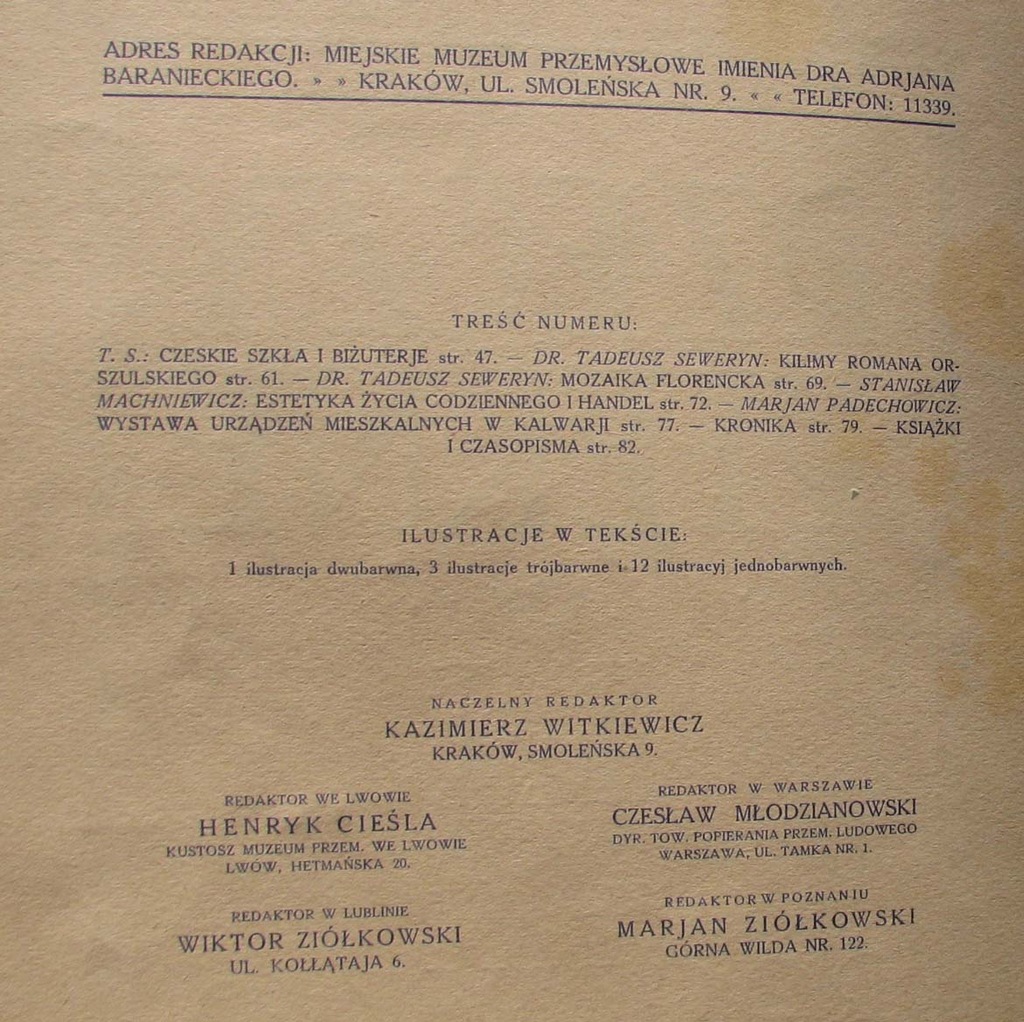 ADRES REDAKCJI: MIEJSKIE MUZEUM PRZEMYSŁOWE IMIENIA DRA ADRJANA
BARANIECKIEGO. » » KRAKÓW, UL. SMOLEŃSKA NR. 9. « « TELEFON: 11339.
TREŚĆ NUMERU:
T. S.: CZESKIE SZKŁA I BIŻUTERJE str. 47. — DR. TADEUSZ SEWERYN: KILIMY ROMANA OR-
SZULSKIEGO str. 61. — DR. TADEUSZ SEWERYN: MOZAIKA FLORENCKA str. 69. — STANISŁAW
MACHNIEWICZ: ESTETYKA ŻYCIA CODZIENNEGO I HANDEL str. 72. — MARJAN PADECHOWICZ:
WYSTAWA URZĄDZEŃ MIESZKALNYCH W KALWARJI str. 77. — KRONIKA str. 79. — KSIĄŻKI
I CZASOPISMA str. 82.
ILUSTRACJE W TEKŚCIE:
1 ilustracja dwubarwna, 3 ilustracje trójbarwne i 12 ilustracyj jednobarwnych.
NACZELNY REDAKTOR
KAZIMIERZ WITKIEWICZ
KRAKÓW, SMOLEŃSKA 9.
REDAKTOR WE LWOWIE
HENRYK CIEŚLA
KUSTOSZ MUZEUM PRZEM. WE LWOWIE
LWÓW, HETMAŃSKA 20.
REDAKTOR W WARSZAWIE
CZESŁAW MŁODZIANOWSKI
DYR. TOW. POPIERANIA PRZEM. LUDOWEGO
WARSZAWA, UL. TAMKA NR. 1.
REDAKTOR W LUBLINIE
WIKTOR ZIÓŁKOWSKI
UL. KOŁŁĄTAJA 6.
REDAKTOR W POZNANIU
MARJAN ZIÓŁKOWSKI
GÓRNA WILDA NR. 122.